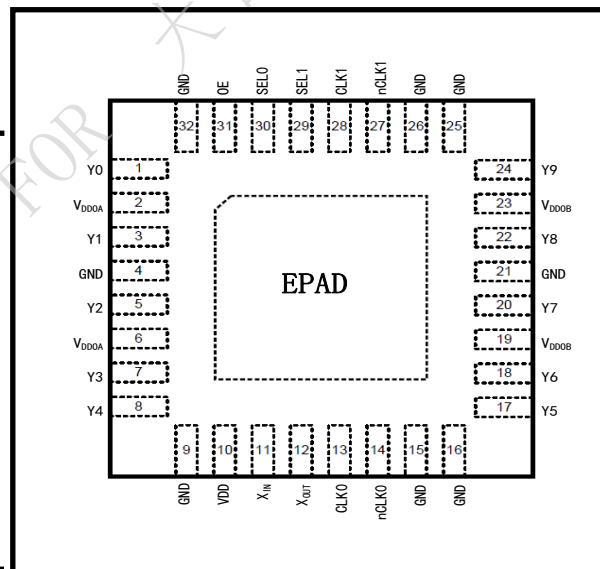 FOR 大
GND OE SEL0 SEL1 CLK1 nCLK1 GND GND
32 31 30 29 28 27 26 25
Y0 1 24 Y9
VDDOA 2 23 VDDOB
Y1 3 22 Y8
GND 4 21 GND
EPAD
Y2 5 20 Y7
VDDOA 6 19 VDDOB
Y3 7 18 Y6
Y4 8 17 Y5
9 10 11 12 13 14 15 16
GND VDD XIN XOUT CLK0 nCLK0 GND GND